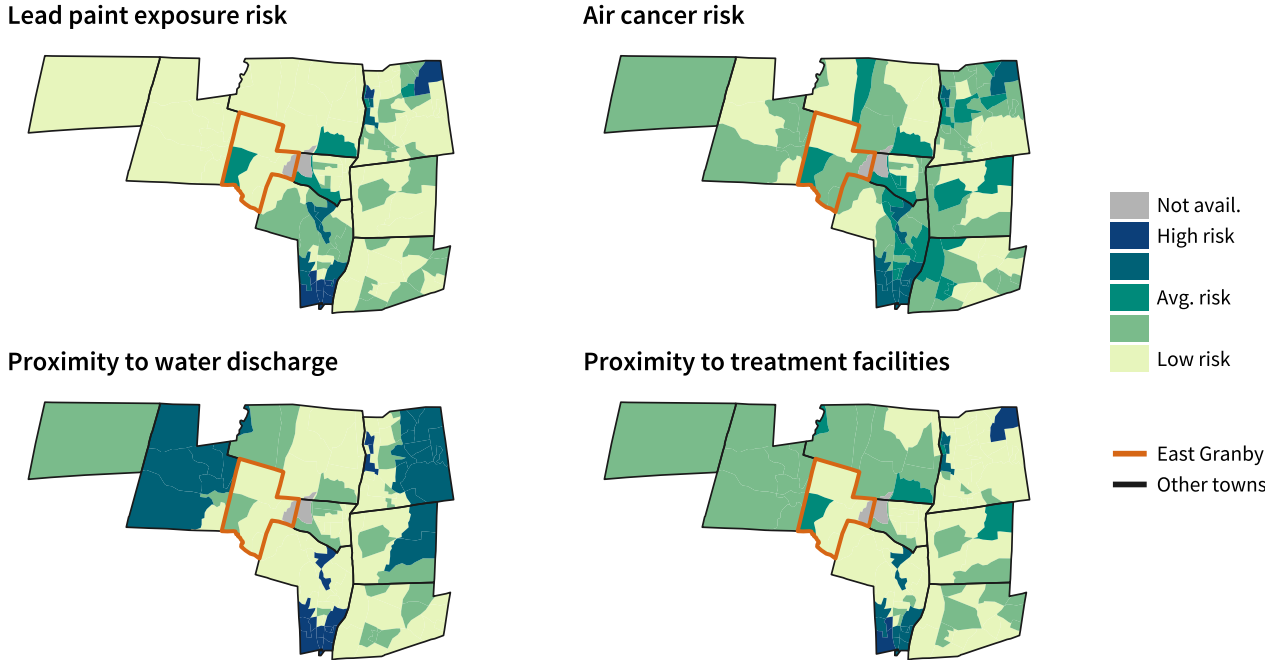 Lead paint exposure risk
Air cancer risk
Proximity to water discharge
Proximity to treatment facilities
Not avail.
High risk
Avg. risk
Low risk
East Granby
Other towns